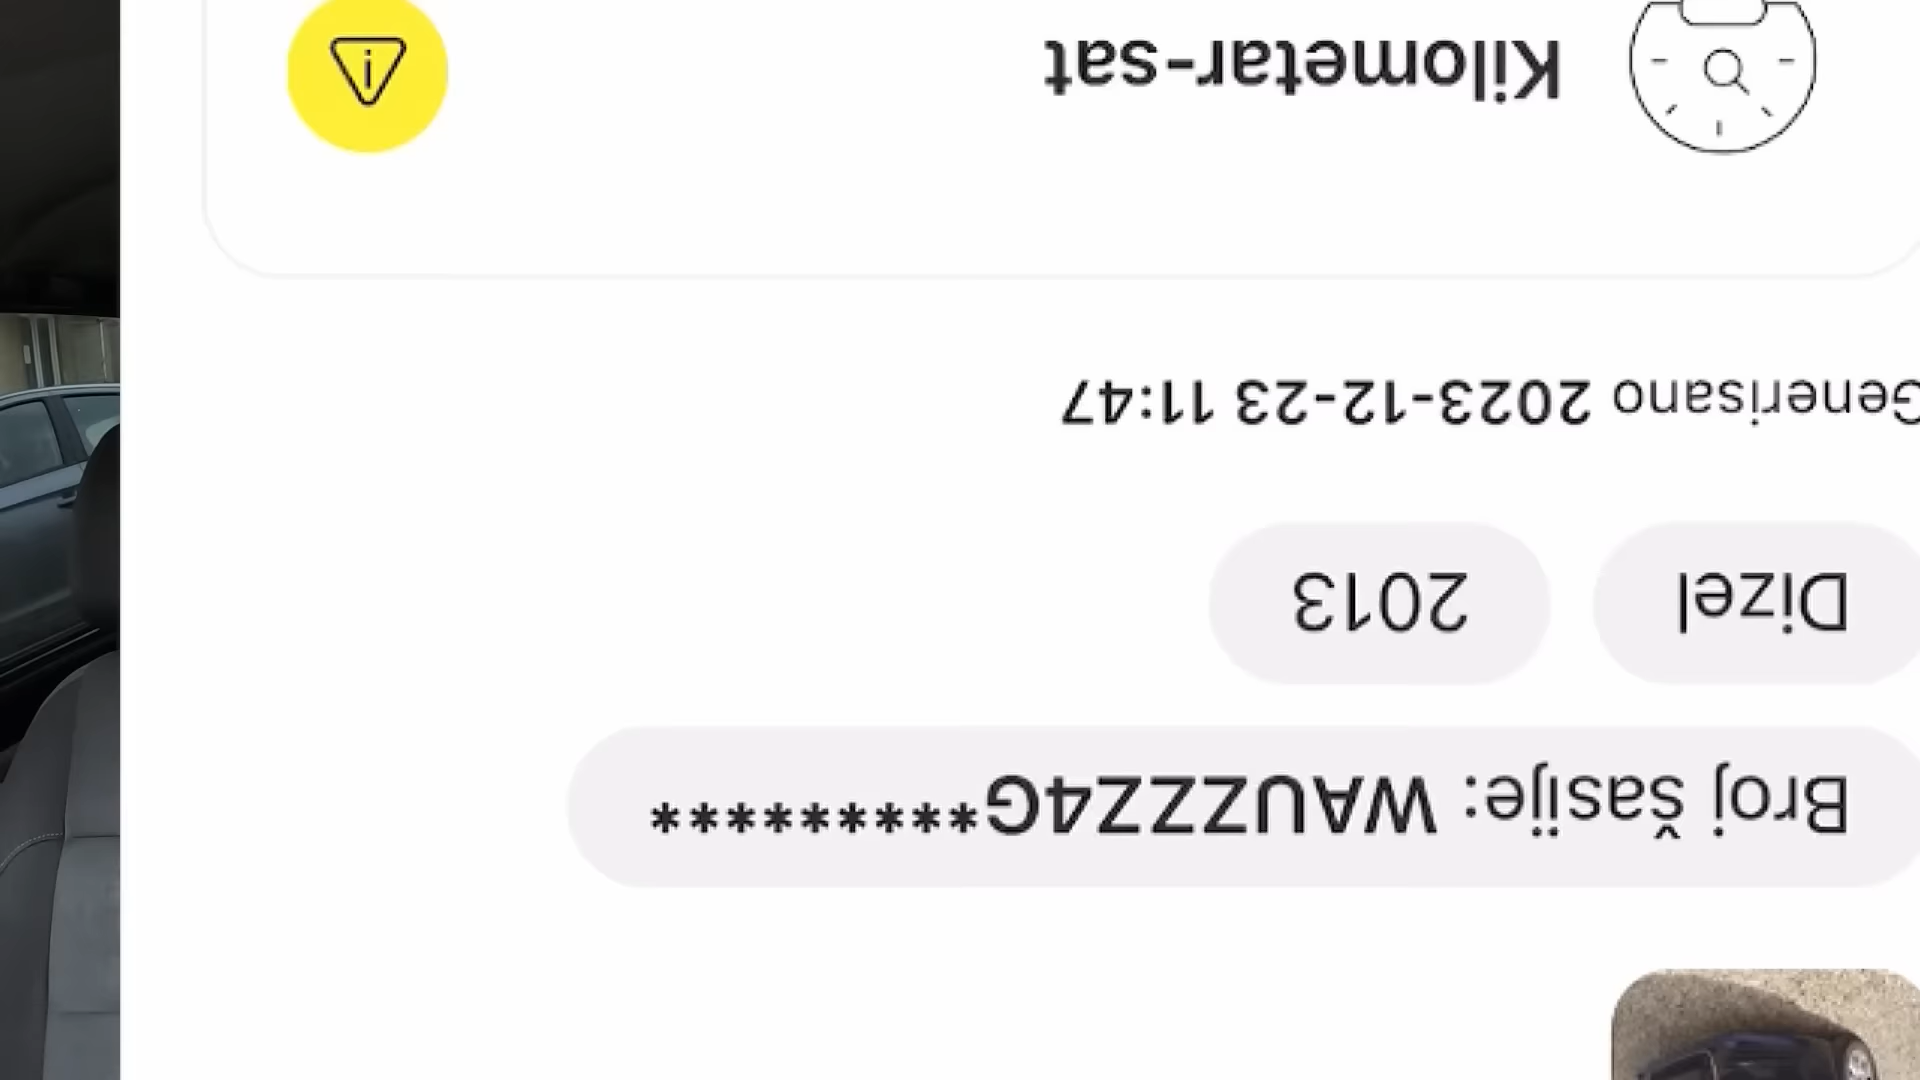 Broj šasije: WAUZZZ4G*********
Dizel 2013
Generisano 2023-12-23 11:47
Kilometar-sat